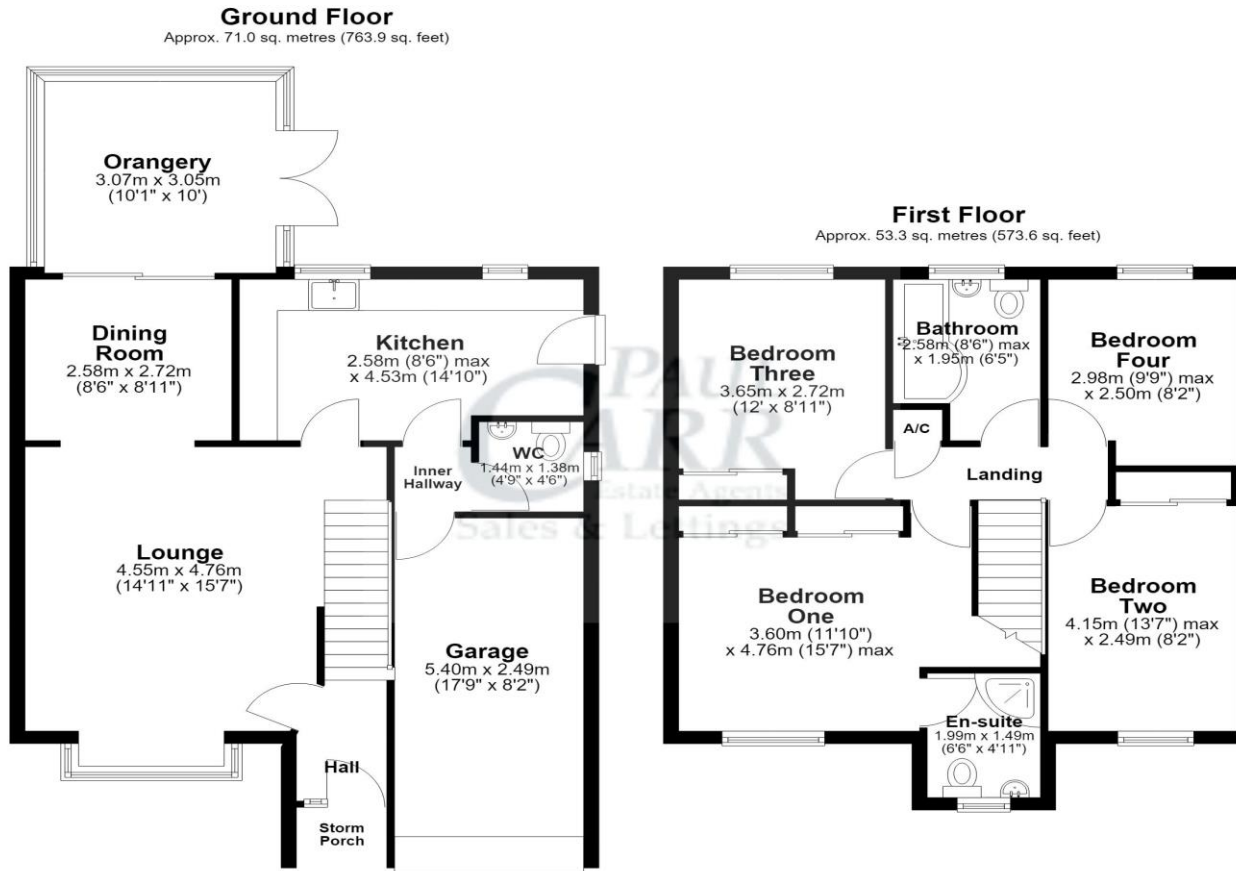 Ground Floor
Approx. 71.0 sq. metres (763.9 sq. feet)
Orangery
3.07m x 3.05m
(10'1" x 10')
Dining
Room
2.58m x 2.72m
(8'6" x 8'11")
Kitchen
2.58m (8'6") max
x 4.53m (14'10")
WC
1.44m x 1.38m
(4'9" x 4'6")
Inner
Hallway
Lounge
4.55m x 4.76m
(14'11" x 15'7")
Garage
5.40m x 2.49m
(17'9" x 8'2")
Hall
Storm
Porch
First Floor
Approx. 53.3 sq. metres (573.6 sq. feet)
Bedroom
Three
3.65m x 2.72m
(12' x 8'11")
Bathroom
2.58m (8'6") max
x 1.95m (6'5")
Bedroom
Four
2.98m (9'9") max
x 2.50m (8'2")
A/C
Landing
Bedroom
One
3.60m (11'10")
x 4.76m (15'7") max
Bedroom
Two
4.15m (13'7") max
x 2.49m (8'2")
En-suite
1.99m x 1.49m
(6'6" x 4'11")
PAUL
CARR
Estate Agents
Sales & Lettings